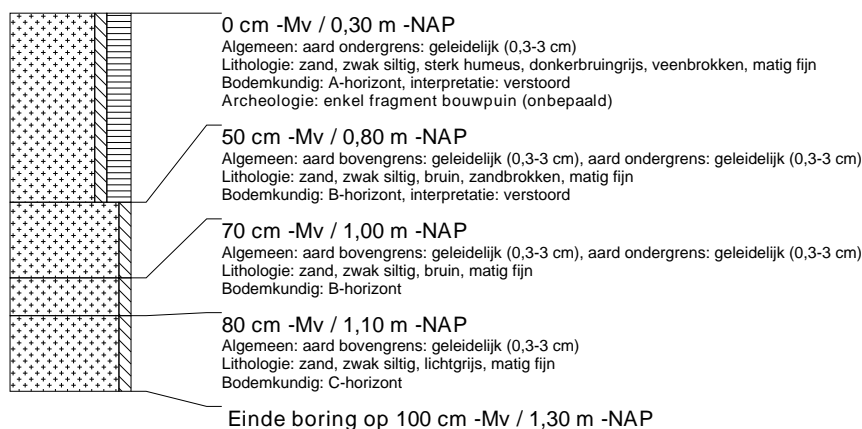 0 cm -Mv / 0,30 m -NAP
Algemeen: aard ondergrens: geleidelijk (0,3-3 cm)
Lithologie: zand, zwak siltig, sterk humeus, donkerbruingrijs, veenbrokken, matig fijn
Bodemkundig: A-horizont, interpretatie: verstoord
Archeologie: enkel fragment bouwpuin (onbepaald)
50 cm -Mv / 0,80 m -NAP
Algemeen: aard bovengrens: geleidelijk (0,3-3 cm), aard ondergrens: geleidelijk (0,3-3 cm)
Lithologie: zand, zwak siltig, bruin, zandbrokken, matig fijn
Bodemkundig: B-horizont, interpretatie: verstoord
70 cm -Mv / 1,00 m -NAP
Algemeen: aard bovengrens: geleidelijk (0,3-3 cm), aard ondergrens: geleidelijk (0,3-3 cm)
Lithologie: zand, zwak siltig, bruin, matig fijn
Bodemkundig: B-horizont
80 cm -Mv / 1,10 m -NAP
Algemeen: aard bovengrens: geleidelijk (0,3-3 cm)
Lithologie: zand, zwak siltig, lichtgrijs, matig fijn
Bodemkundig: C-horizont
Einde boring op 100 cm -Mv / 1,30 m -NAP